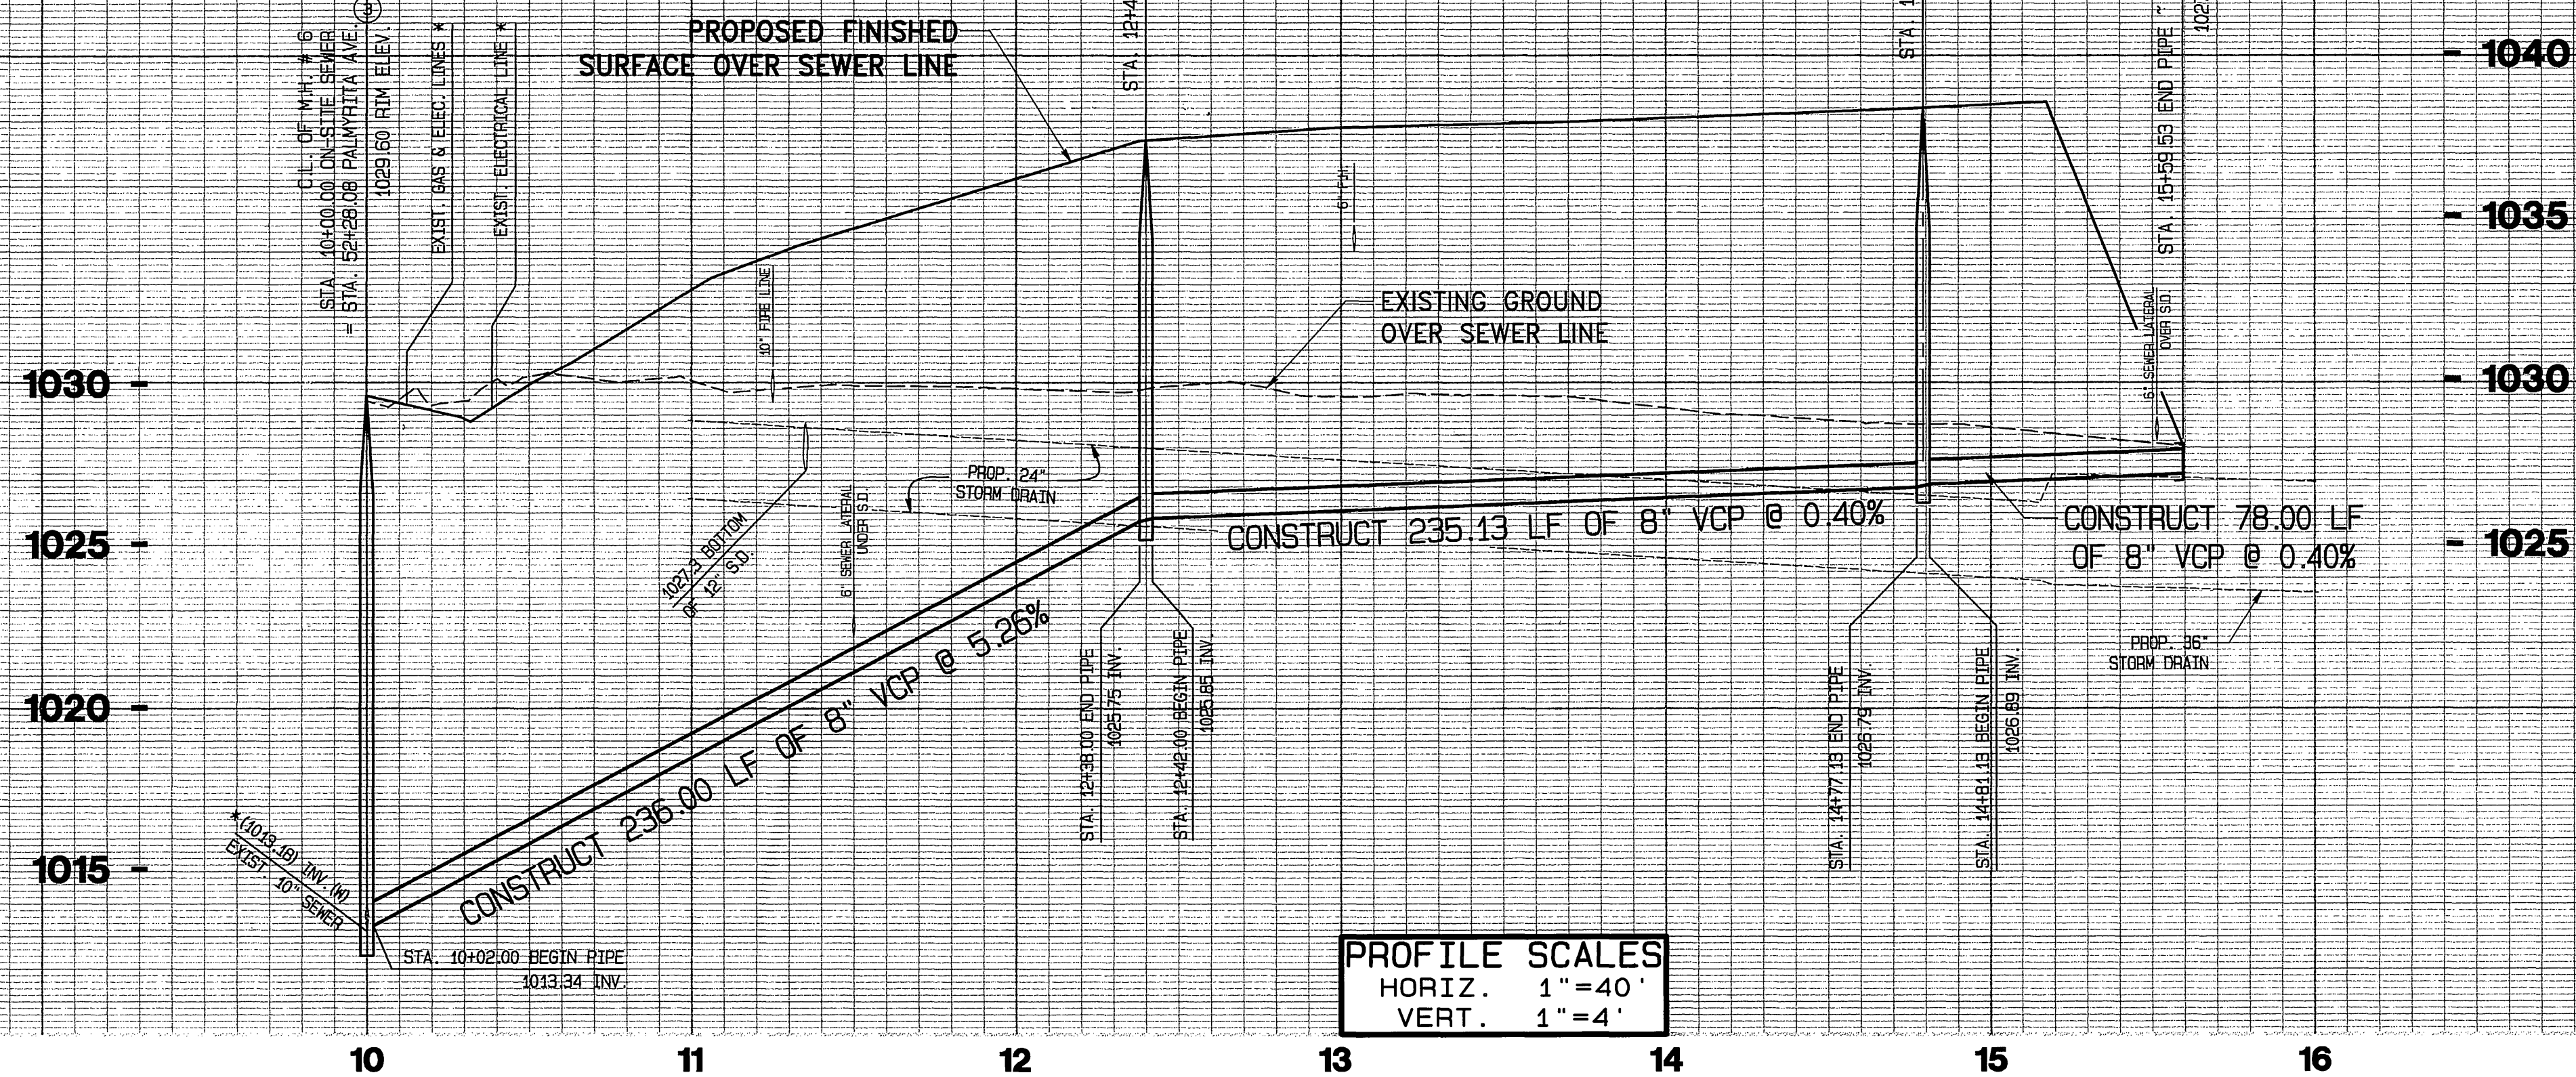 3
C.L. OF M.H. # 6
STA. 10+00.00 ON-SITE SEWER
= STA. 52+28.08 PALMYRITA AVE.
1029.60 RIM ELEV.
EXIST. GAS & ELEC. LINES *
EXIST. ELECTRICAL LINE *
PROPOSED FINISHED
SURFACE OVER SEWER LINE
STA. 12+4
STA. 1
STA. 15+59.53 END PIPE ~
102
- 1040
- 1035
- 1030
- 1025
1030 -
1025 -
1020 -
1015 -
10" FIRE LINE
6" F.H.
EXISTING GROUND
OVER SEWER LINE
6" SEWER LATERAL
OVER S.D.
1027.3 BOTTOM
OF 12" S.D.
6" SEWER LATERAL
UNDER S.D.
PROP. 24"
STORM DRAIN
CONSTRUCT 236.00 LF OF 8" VCP @ 5.26%
CONSTRUCT 235.13 LF OF 8" VCP @ 0.40%
CONSTRUCT 78.00 LF
OF 8" VCP @ 0.40%
STA. 12+38.00 END PIPE
1025.75 INV.
STA. 12+42.00 BEGIN PIPE
1025.85 INV.
STA. 14+77.13 END PIPE
1026.79 INV.
STA. 14+81.13 BEGIN PIPE
1026.89 INV.
PROP. 36"
STORM DRAIN
*(1013.18) INV.(W)
EXIST. 10" SEWER
STA. 10+02.00 BEGIN PIPE
1013.34 INV.
PROFILE SCALES
HORIZ. 1"=40'
VERT. 1"=4'
10 11 12 13 14 15 16